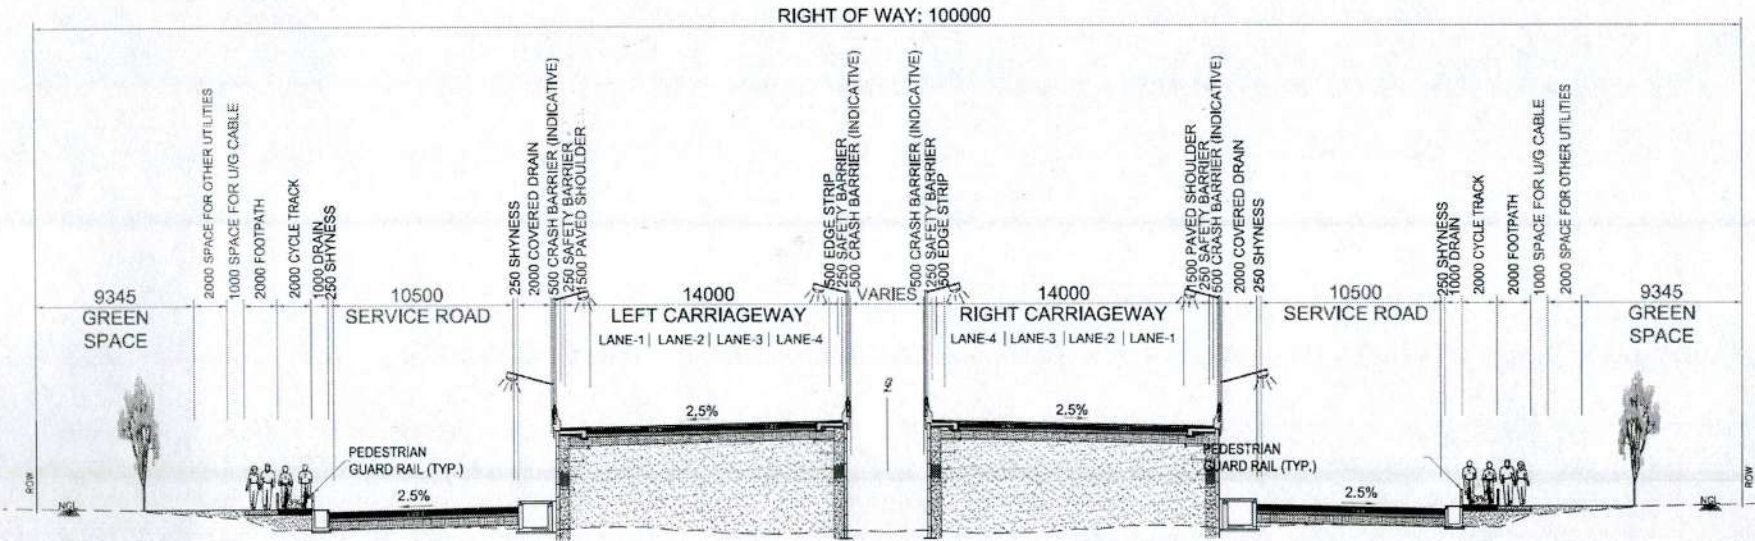 RIGHT OF WAY: 100000
2000 SPACE FOR OTHER UTILITIES
1000 SPACE FOR U/G CABLE
2000 FOOTPATH
2000 CYCLE TRACK
1000 DRAIN
250 SHYNESS
250 SHYNESS
2000 COVERED DRAIN
500 CRASH BARRIER (INDICATIVE)
250 SAFETY BARRIER
1500 PAVED SHOULDER
500 EDGE STRIP
250 SAFETY BARRIER
500 CRASH BARRIER (INDICATIVE)
500 CRASH BARRIER (INDICATIVE)
250 SAFETY BARRIER
500 EDGE STRIP
1500 PAVED SHOULDER
250 SAFETY BARRIER
500 CRASH BARRIER (INDICATIVE)
2000 COVERED DRAIN
250 SHYNESS
250 SHYNESS
1000 DRAIN
2000 CYCLE TRACK
2000 FOOTPATH
1000 SPACE FOR U/G CABLE
2000 SPACE FOR OTHER UTILITIES
9345
GREEN
SPACE
10500
SERVICE ROAD
14000
LEFT CARRIAGEWAY
LANE-1 | LANE-2 | LANE-3 | LANE-4
VARIES
14000
RIGHT CARRIAGEWAY
LANE-4 | LANE-3 | LANE-2 | LANE-1
10500
SERVICE ROAD
9345
GREEN
SPACE
2.5%
2.5%
PEDESTRIAN
GUARD RAIL (TYP.)
PEDESTRIAN
GUARD RAIL (TYP.)
2.5%
2.5%
ROW
ROW